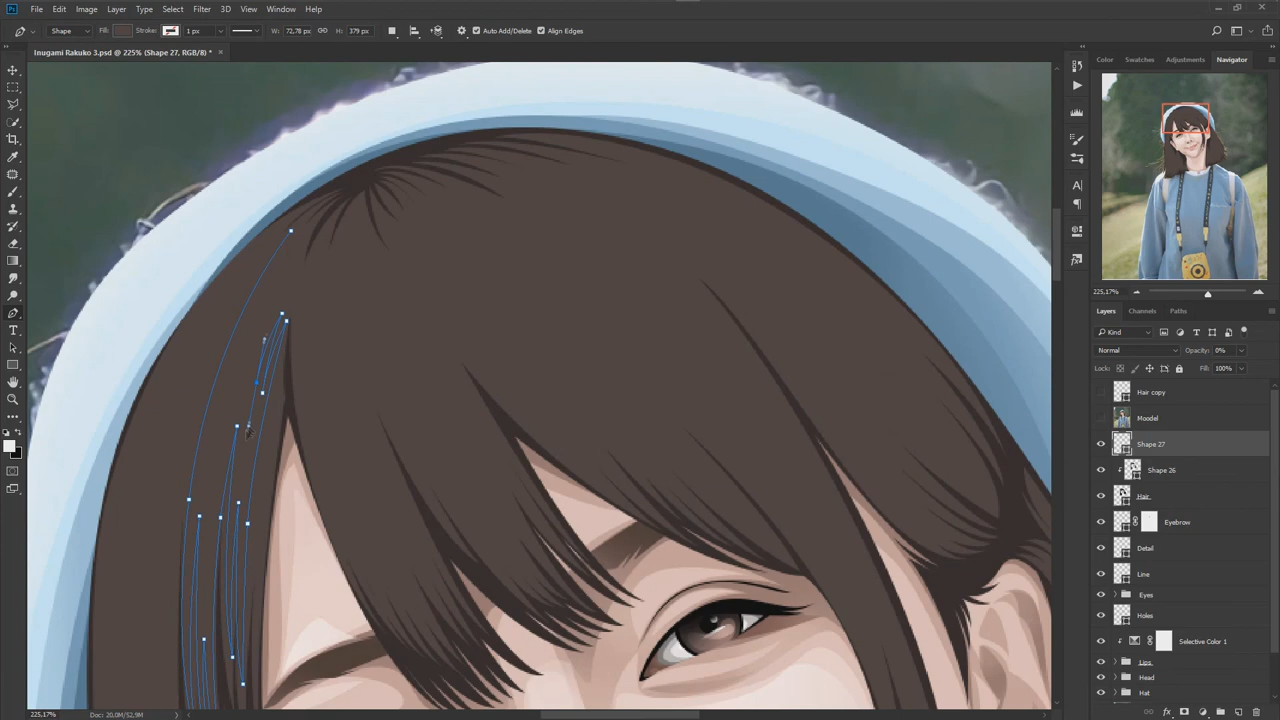 Ps File Edit Image Layer Type Select Filter 3D View Window Help
Shape Fill: Stroke: 1 px W: 72,78 px H: 379 px Auto Add/Delete Align Edges
Inugami Rakuko 3.psd @ 225% (Shape 27, RGB/8) *
Color Swatches Adjustments Navigator
225,17%
Layers Channels Paths
Kind
Normal Opacity: 0%
Lock: Fill: 100%
Hair copy
Moodel
Shape 27
Shape 26
Hair
Eyebrow
Detail
Line
Eyes
Holes
Selective Color 1
Lips
Head
Hat
225,17% Doc: 20,0M/52,9M